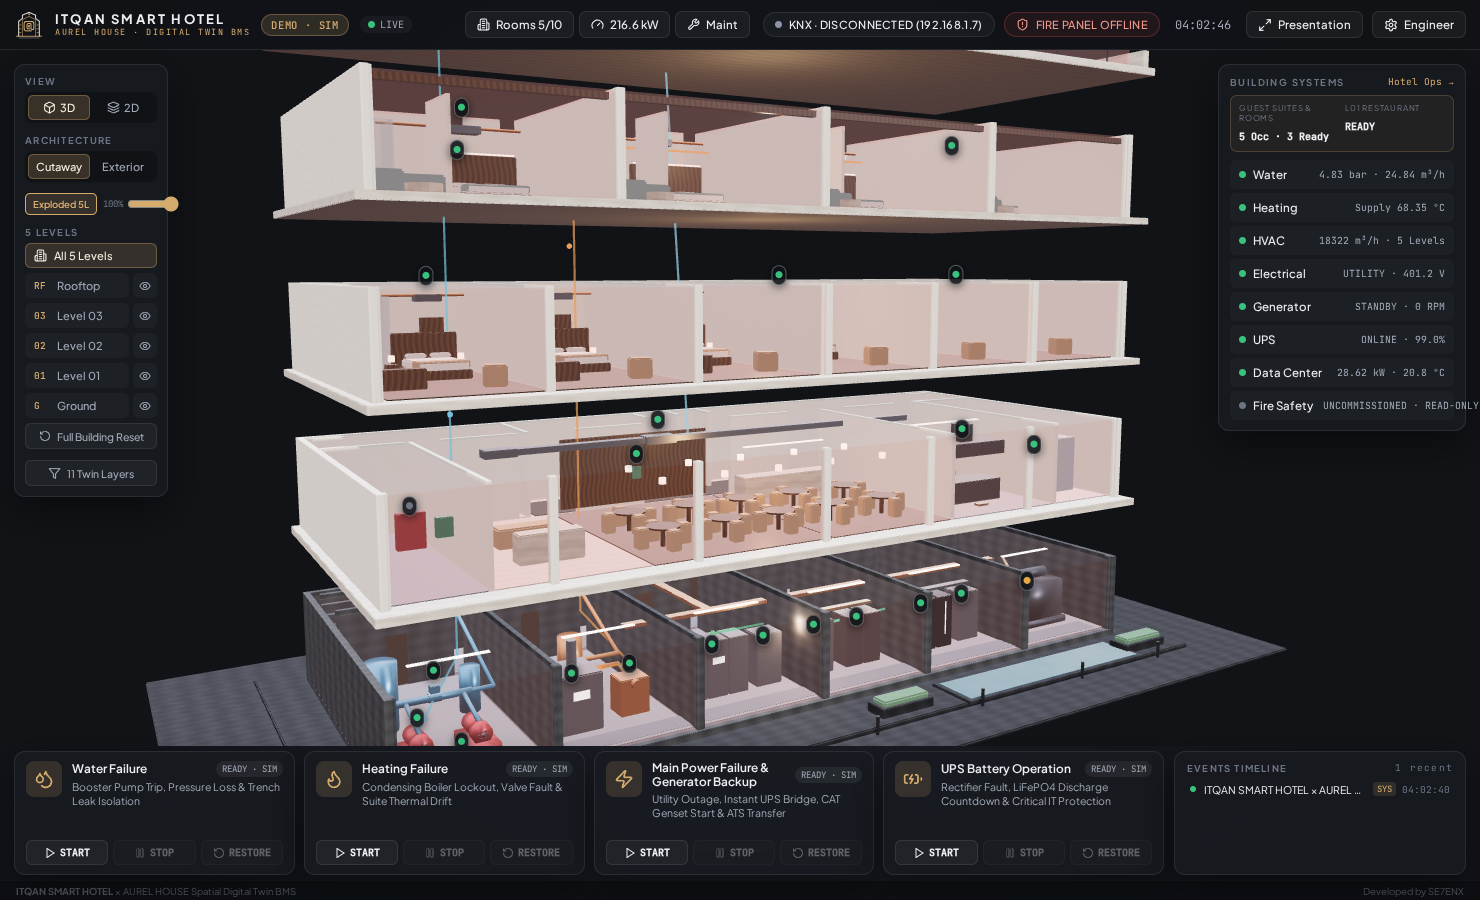 ITQAN SMART HOTEL
AUREL HOUSE · DIGITAL TWIN BMS
DEMO · SIM
LIVE
Rooms 5/10
216.6 kW
Maint
KNX · DISCONNECTED (192.168.1.7)
FIRE PANEL OFFLINE
04:02:46
Presentation
Engineer
VIEW
3D
2D
ARCHITECTURE
Cutaway
Exterior
Exploded 5L
100%
5 LEVELS
All 5 Levels
RF Rooftop
03 Level 03
02 Level 02
01 Level 01
G Ground
Full Building Reset
11 Twin Layers
BUILDING SYSTEMS
Hotel Ops →
GUEST SUITES &
ROOMS
5 Occ · 3 Ready
L01 RESTAURANT
READY
Water 4.83 bar · 24.84 m³/h
Heating Supply 68.35 °C
HVAC 18322 m³/h · 5 Levels
Electrical UTILITY · 401.2 V
Generator STANDBY · 0 RPM
UPS ONLINE · 99.0%
Data Center 28.62 kW · 20.8 °C
Fire Safety UNCOMMISSIONED · READ-ONLY
Water Failure
READY · SIM
Booster Pump Trip, Pressure Loss & Trench
Leak Isolation
START
STOP
RESTORE
Heating Failure
READY · SIM
Condensing Boiler Lockout, Valve Fault &
Suite Thermal Drift
START
STOP
RESTORE
Main Power Failure &
Generator Backup
READY · SIM
Utility Outage, Instant UPS Bridge, CAT
Genset Start & ATS Transfer
START
STOP
RESTORE
UPS Battery Operation
READY · SIM
Rectifier Fault, LiFePO4 Discharge
Countdown & Critical IT Protection
START
STOP
RESTORE
EVENTS TIMELINE
1 recent
ITQAN SMART HOTEL × AUREL ...
SYS
04:02:40
ITQAN SMART HOTEL × AUREL HOUSE Spatial Digital Twin BMS
Developed by SE7ENX